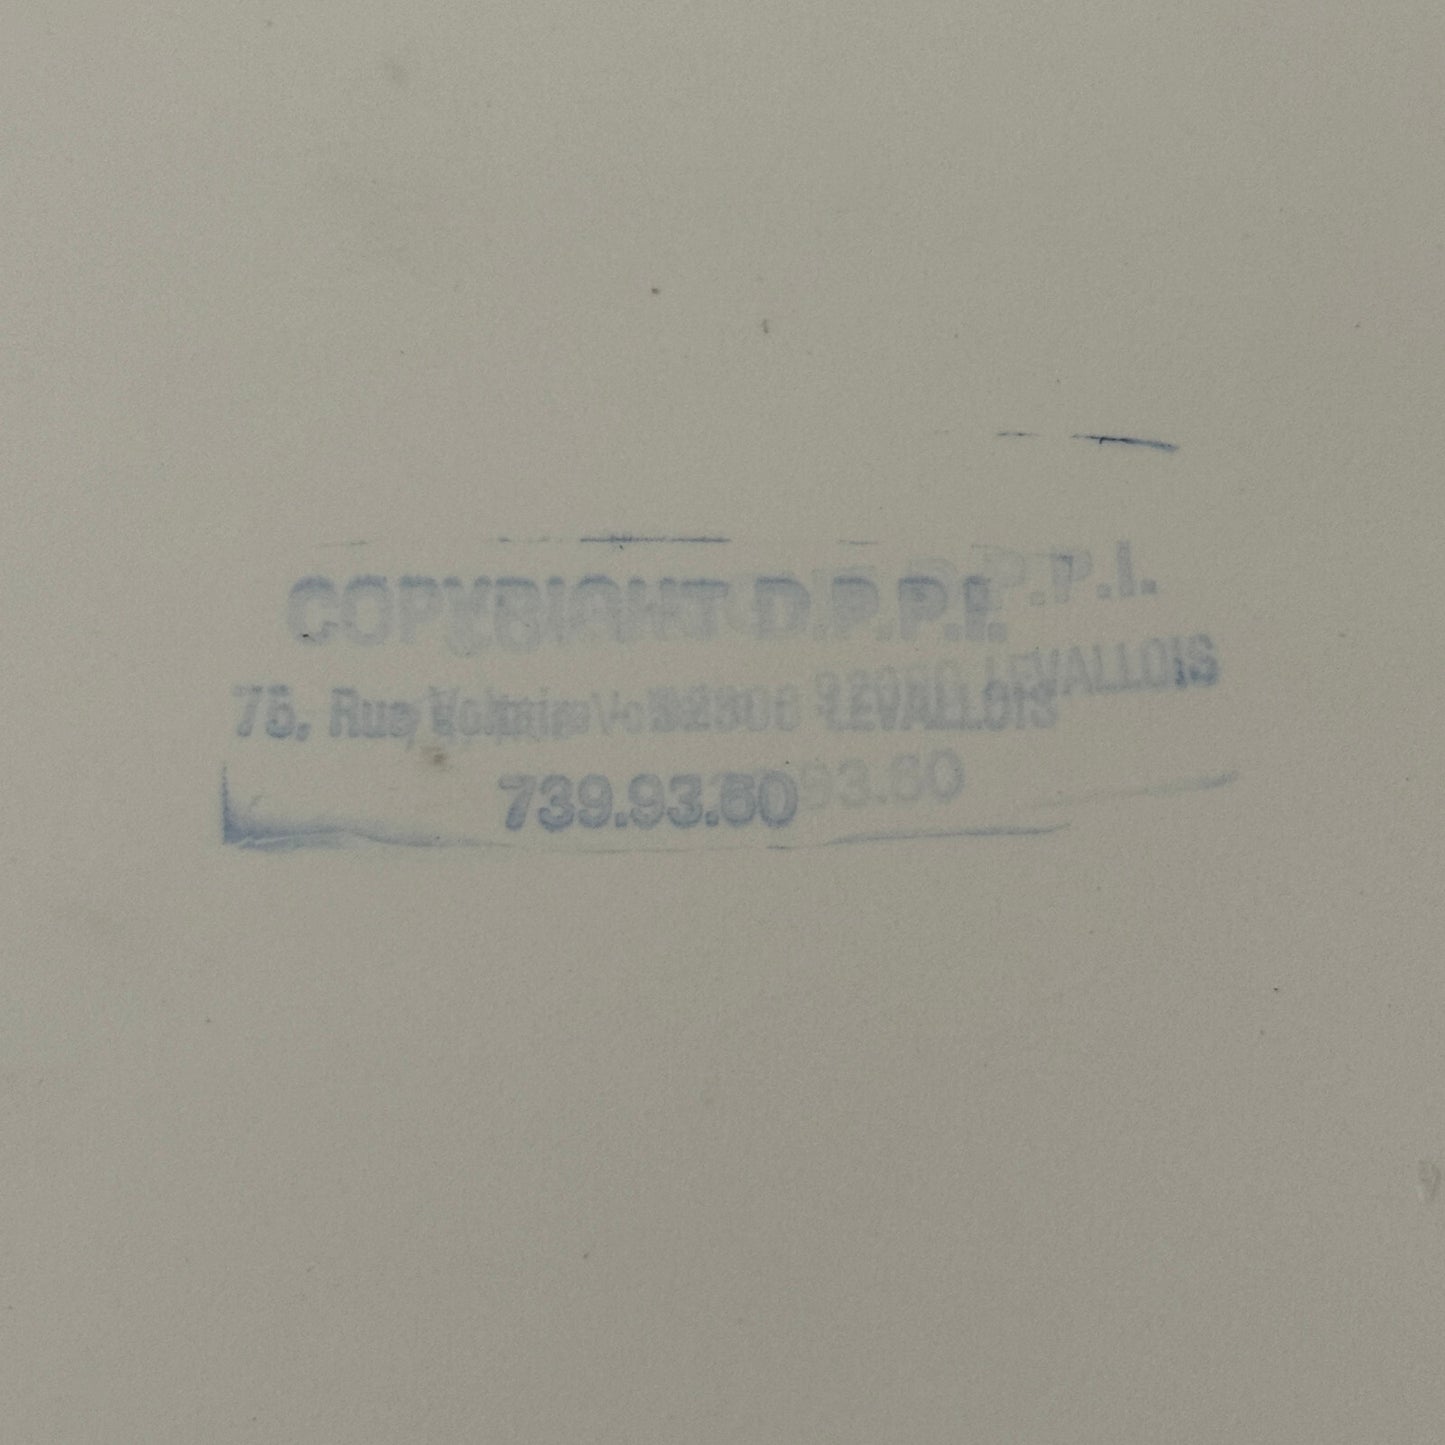 COPYRIGHT D.P.P.I.
75, Rue Voltaire - 92300 LEVALLOIS
739.93.60